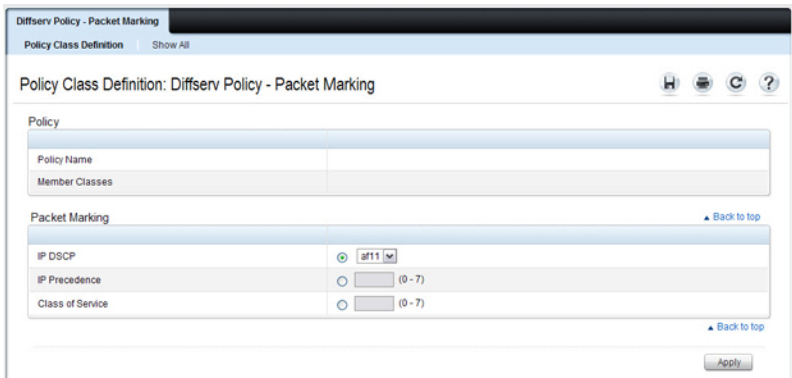 Diffserv Policy - Packet Marking
Policy Class Definition Show All
Policy Class Definition: Diffserv Policy - Packet Marking
?
Policy
Policy Name
Member Classes
Packet Marking
Back to top
IP DSCP af11
IP Precedence (0 - 7)
Class of Service (0 - 7)
Back to top
Apply